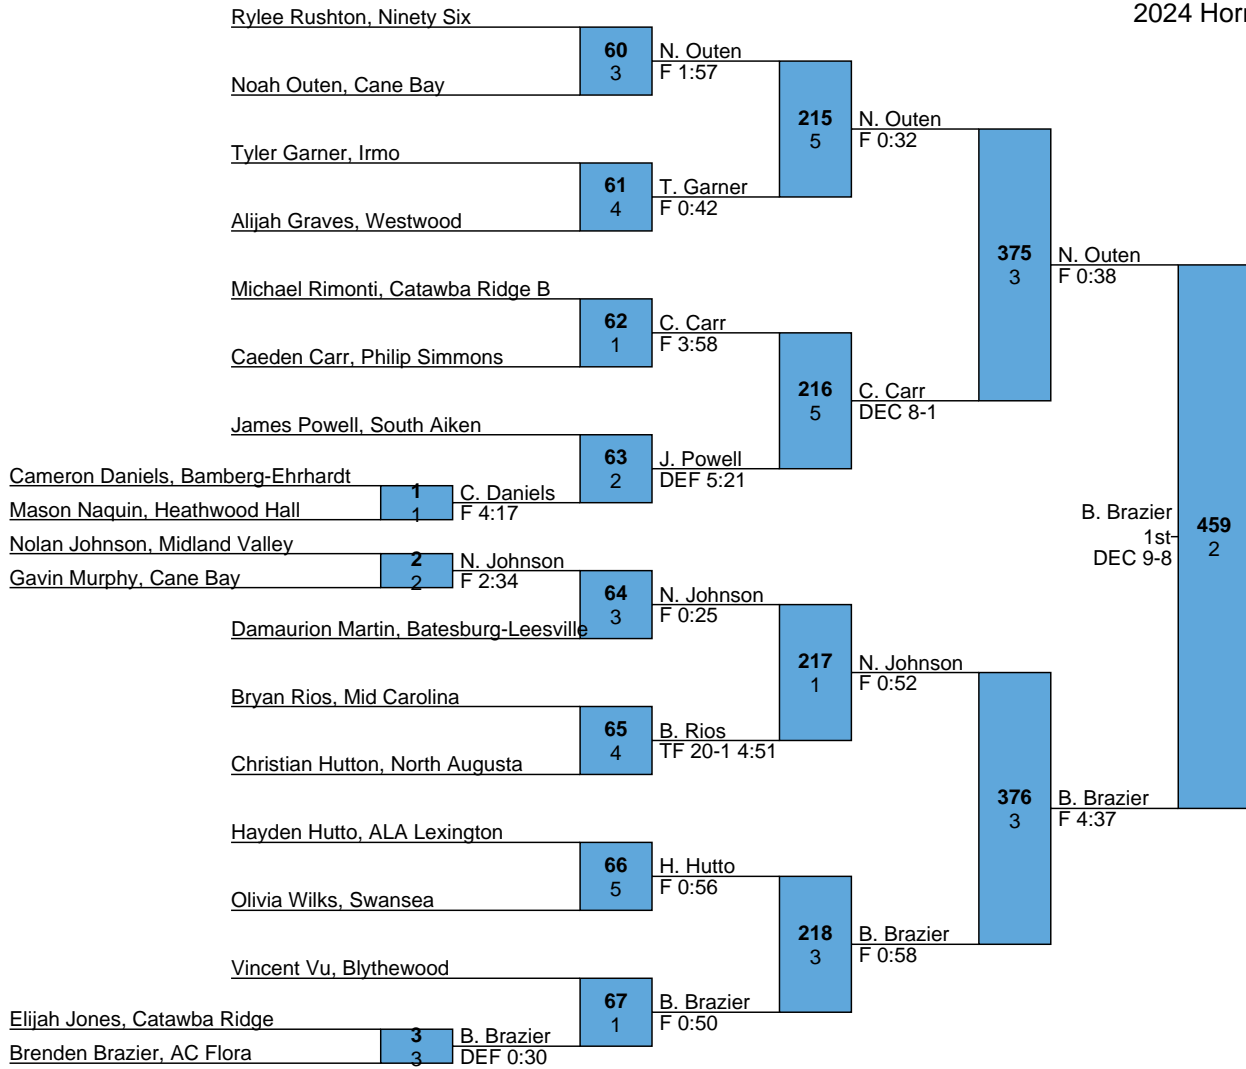 2024 Horr
Rylee Rushton, Ninety Six
60
3
N. Outen
F 1:57
Noah Outen, Cane Bay
215
5
N. Outen
F 0:32
Tyler Garner, Irmo
61
4
T. Garner
F 0:42
Alijah Graves, Westwood
375
3
N. Outen
F 0:38
Michael Rimonti, Catawba Ridge B
62
1
C. Carr
F 3:58
Caeden Carr, Philip Simmons
216
5
C. Carr
DEC 8-1
James Powell, South Aiken
63
2
J. Powell
DEF 5:21
Cameron Daniels, Bamberg-Ehrhardt
1
1
C. Daniels
F 4:17
Mason Naquin, Heathwood Hall
B. Brazier
1st
DEC 9-8
459
2
Nolan Johnson, Midland Valley
2
2
N. Johnson
F 2:34
Gavin Murphy, Cane Bay
64
3
N. Johnson
F 0:25
Damaurion Martin, Batesburg-Leesville
217
1
N. Johnson
F 0:52
Bryan Rios, Mid Carolina
65
4
B. Rios
TF 20-1 4:51
Christian Hutton, North Augusta
376
3
B. Brazier
F 4:37
Hayden Hutto, ALA Lexington
66
5
H. Hutto
F 0:56
Olivia Wilks, Swansea
218
3
B. Brazier
F 0:58
Vincent Vu, Blythewood
67
1
B. Brazier
F 0:50
Elijah Jones, Catawba Ridge
3
3
B. Brazier
DEF 0:30
Brenden Brazier, AC Flora